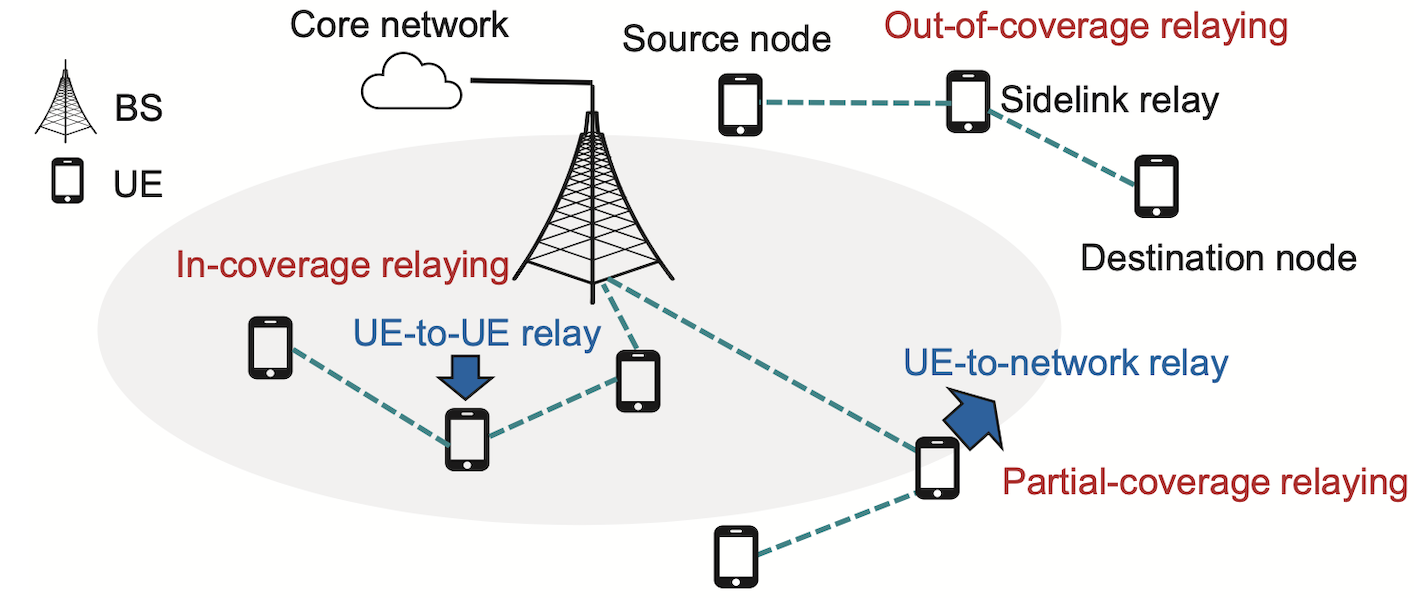 Core network
Source node
Out-of-coverage relaying
BS
Sidelink relay
UE
In-coverage relaying
Destination node
UE-to-UE relay
UE-to-network relay
Partial-coverage relaying